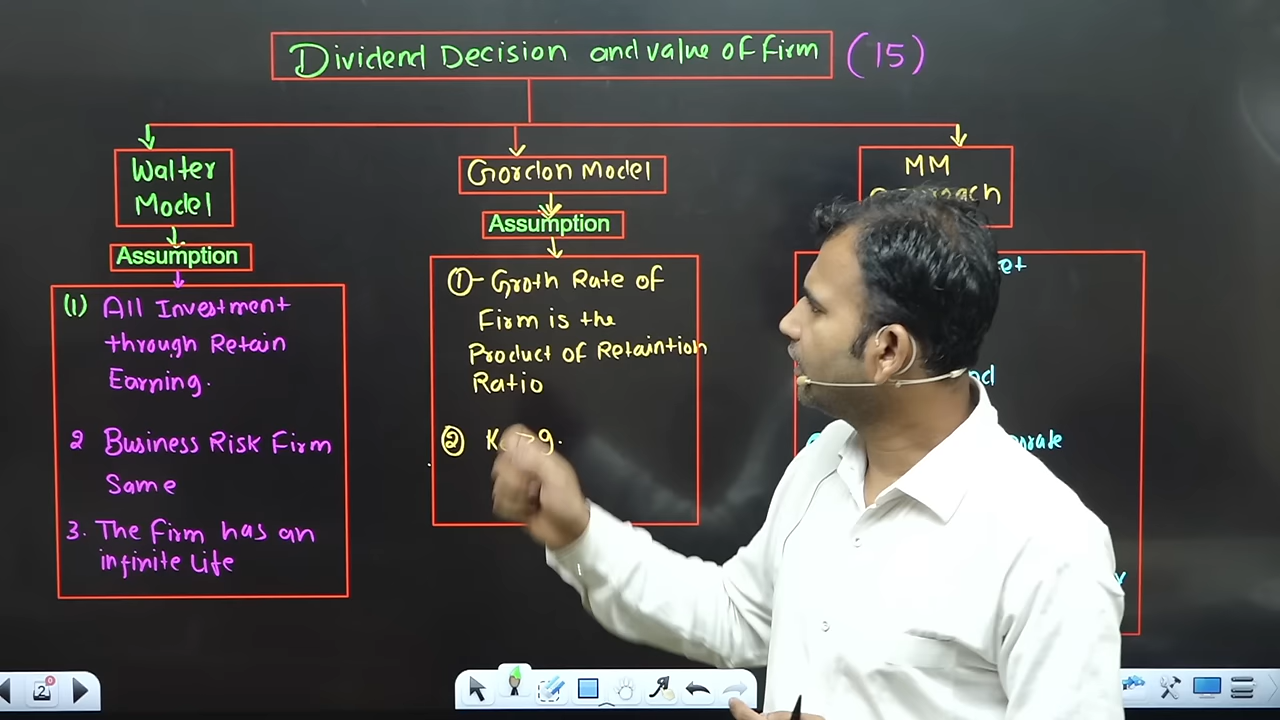 Dividend Decision and value of firm (15)
Walter
Model
Assumption
(1) All Investment
through Retain
Earning.
2 Business Risk Firm
Same
3. The firm has an
infinite Life
Gordon Model
Assumption
①- Groth Rate of
Firm is the
Product of Retaintion
Ratio
② K > g.
MM
2